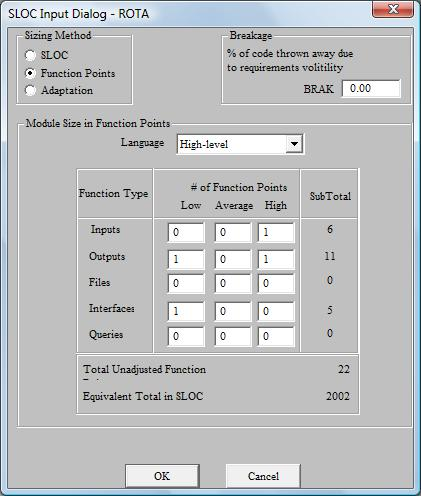 SLOC Input Dialog - ROTA
Sizing Method
SLOC
Function Points
Adaptation
Breakage
% of code thrown away due
to requirements volitility
BRAK 0.00
Module Size in Function Points
Language High-level
Function Type
# of Function Points
Low Average High
SubTotal
Inputs 0 0 1 6
Outputs 1 0 1 11
Files 0 0 0 0
Interfaces 1 0 0 5
Queries 0 0 0 0
Total Unadjusted Function 22
Equivalent Total in SLOC 2002
OK Cancel